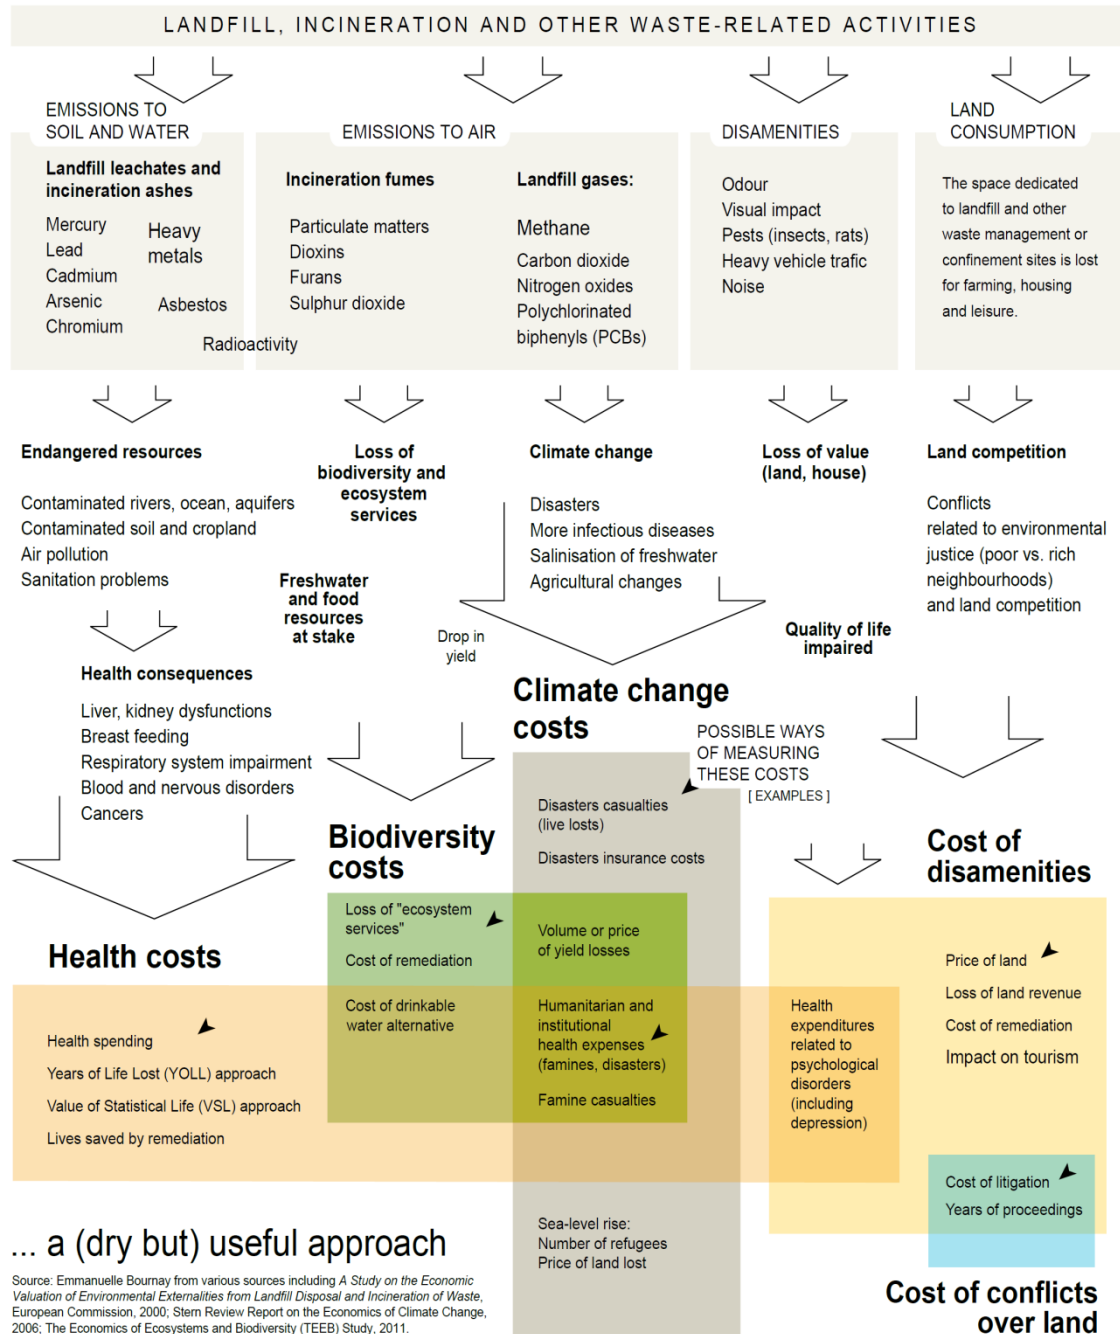 LANDFILL, INCINERATION AND OTHER WASTE-RELATED ACTIVITIES
EMISSIONS TO
SOIL AND WATER
Landfill leachates and
incineration ashes
Mercury
Lead
Cadmium
Arsenic
Chromium
Heavy
metals
Asbestos
Radioactivity
EMISSIONS TO AIR
Incineration fumes
Particulate matters
Dioxins
Furans
Sulphur dioxide
Landfill gases:
Methane
Carbon dioxide
Nitrogen oxides
Polychlorinated
biphenyls (PCBs)
DISAMENITIES
Odour
Visual impact
Pests (insects, rats)
Heavy vehicle trafic
Noise
LAND
CONSUMPTION
The space dedicated
to landfill and other
waste management or
confinement sites is lost
for farming, housing
and leisure.
Endangered resources
Contaminated rivers, ocean, aquifers
Contaminated soil and cropland
Air pollution
Sanitation problems
Loss of
biodiversity and
ecosystem
services
Freshwater
and food
resources
at stake
Climate change
Disasters
More infectious diseases
Salinisation of freshwater
Agricultural changes
Drop in
yield
Loss of value
(land, house)
Quality of life
impaired
Land competition
Conflicts
related to environmental
justice (poor vs. rich
neighbourhoods)
and land competition
Health consequences
Liver, kidney dysfunctions
Breast feeding
Respiratory system impairment
Blood and nervous disorders
Cancers
Climate change
costs
POSSIBLE WAYS
OF MEASURING
THESE COSTS
[ EXAMPLES ]
Disasters casualties
(live losts)
Disasters insurance costs
Biodiversity
costs
Loss of "ecosystem
services"
Cost of remediation
Cost of drinkable
water alternative
Volume or price
of yield losses
Humanitarian and
institutional
health expenses
(famines, disasters)
Famine casualties
Cost of
disamenities
Price of land
Loss of land revenue
Cost of remediation
Impact on tourism
Health
expenditures
related to
psychological
disorders
(including
depression)
Health costs
Health spending
Years of Life Lost (YOLL) approach
Value of Statistical Life (VSL) approach
Lives saved by remediation
Cost of litigation
Years of proceedings
Sea-level rise:
Number of refugees
Price of land lost
Cost of conflicts
over land
... a (dry but) useful approach
Source: Emmanuelle Bournay from various sources including A Study on the Economic
Valuation of Environmental Externalities from Landfill Disposal and Incineration of Waste,
European Commission, 2000; Stern Review Report on the Economics of Climate Change,
2006; The Economics of Ecosystems and Biodiversity (TEEB) Study, 2011.